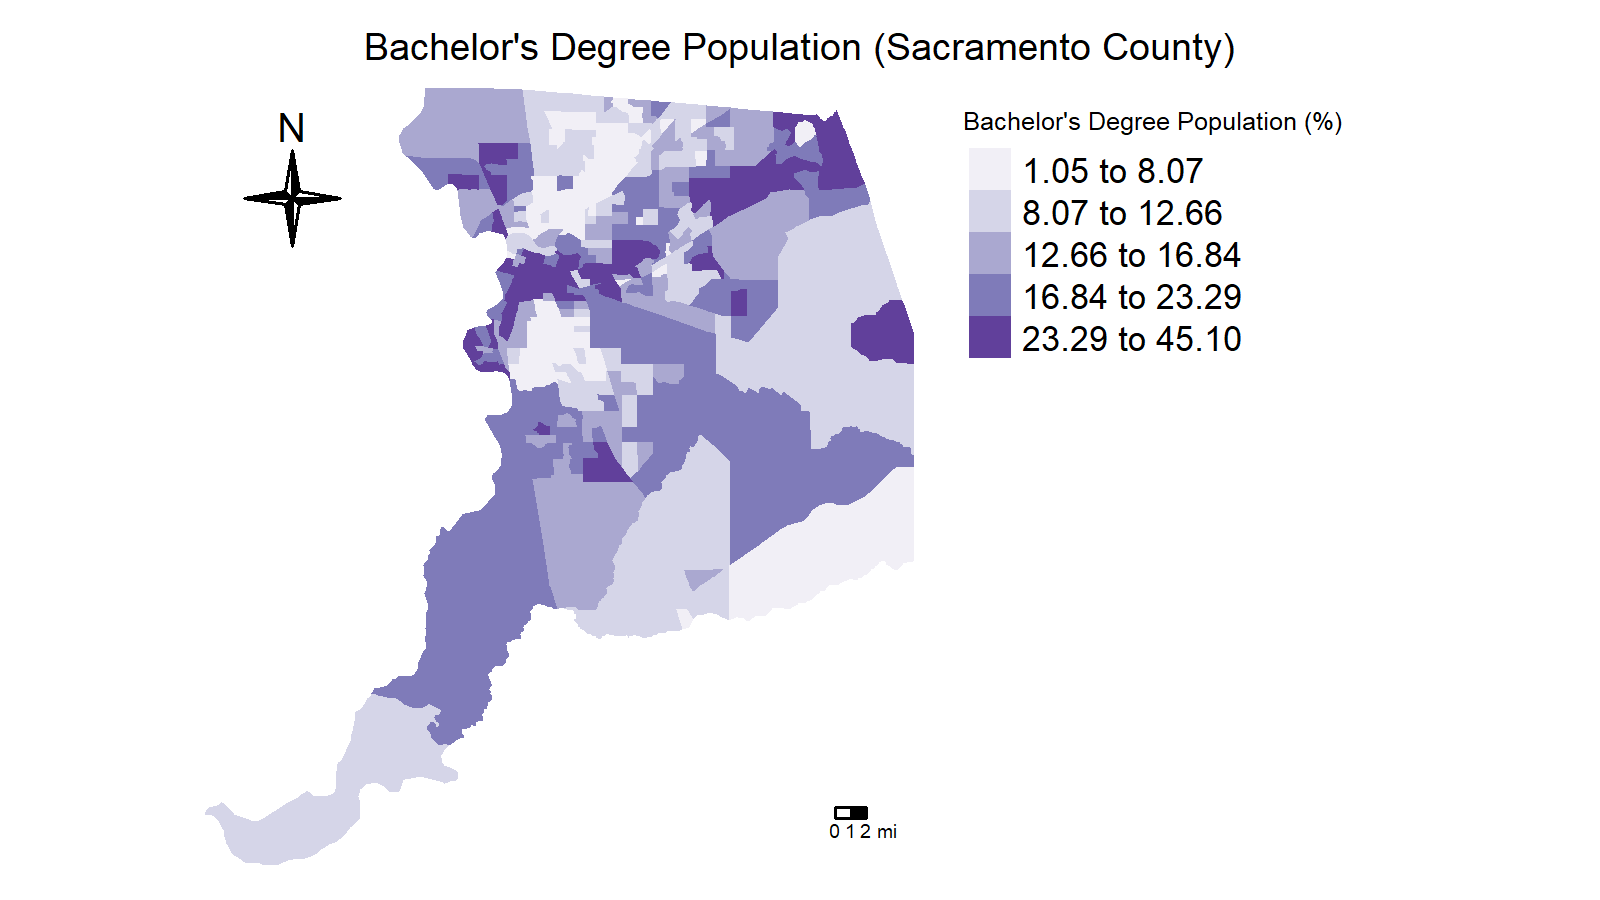 Bachelor's Degree Population (Sacramento County)
N
Bachelor's Degree Population (%)
1.05 to 8.07
8.07 to 12.66
12.66 to 16.84
16.84 to 23.29
23.29 to 45.10
0 1 2 mi